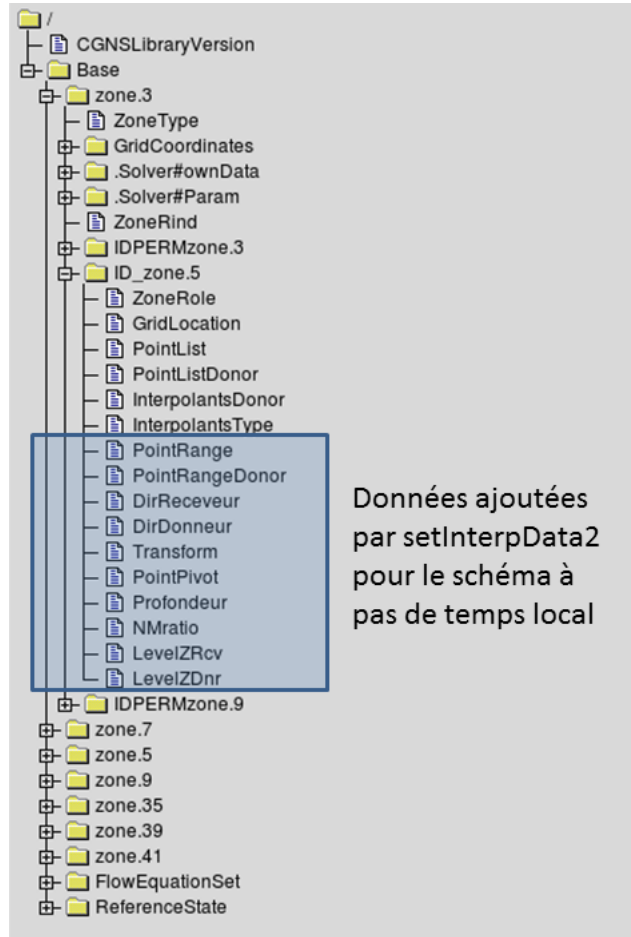 /
CGNSLibraryVersion
Base
zone.3
ZoneType
GridCoordinates
.Solver#ownData
.Solver#Param
ZoneRind
IDPERMzone.3
ID_zone.5
ZoneRole
GridLocation
PointList
PointListDonor
InterpolantsDonor
InterpolantsType
PointRange
PointRangeDonor
DirReceveur
DirDonneur
Transform
PointPivot
Profondeur
NMratio
LevelZRcv
LevelZDnr
Données ajoutées
par setInterpData2
pour le schéma à
pas de temps local
IDPERMzone.9
zone.7
zone.5
zone.9
zone.35
zone.39
zone.41
FlowEquationSet
ReferenceState